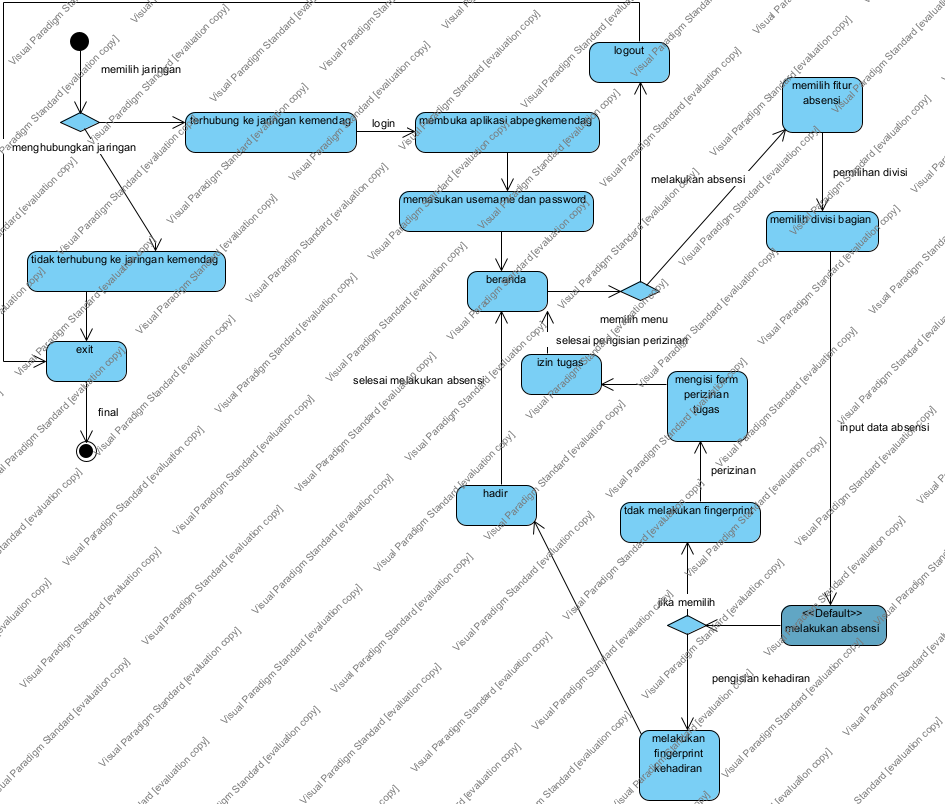 logout
memilih jaringan
memilih fitur
absensi
terhubung ke jaringan kemendag
login
membuka aplikasi abpegkemendag
menghubungkan jaringan
melakukan absensi
pemilihan divisi
memasukan username dan password
memilih divisi bagian
tidak terhubung ke jaringan kemendag
beranda
memilih menu
selesai pengisian perizinan
exit
izin tugas
selesai melakukan absensi
mengisi form
perizinan
tugas
final
input data absensi
perizinan
hadir
tdak melakukan fingerprint
jika memilih
<<Default>>
melakukan absensi
pengisian kehadiran
melakukan
fingerprint
kehadiran
Visual Paradigm Standard [evaluation copy]